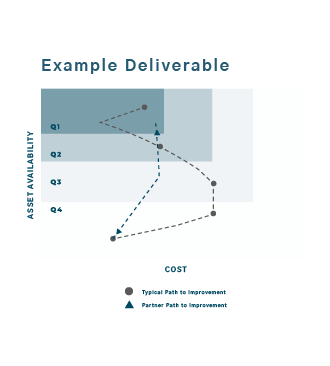 Example Deliverable
Q1
Q2
Q3
Q4
ASSET AVAILABILITY
COST
Typical Path to Improvement
Partner Path to Improvement